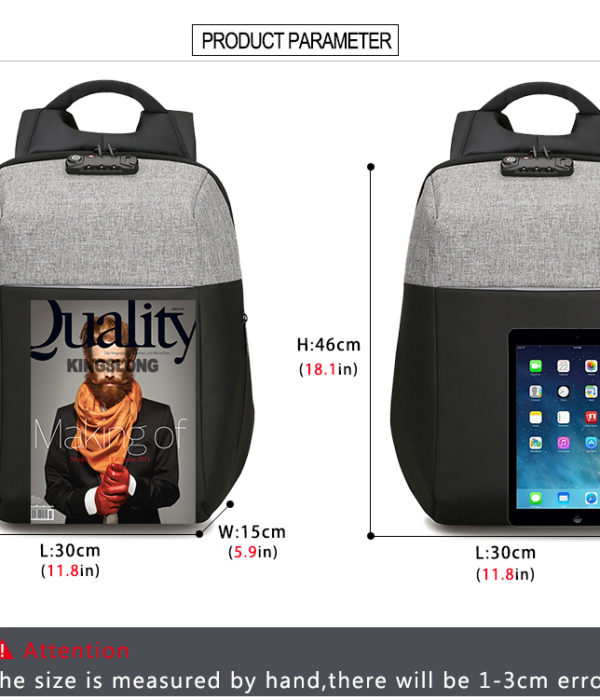 PRODUCT PARAMETER
Quality
KINGSLONG
Making of
H:46cm
(18.1in)
W:15cm
(5.9in)
L:30cm
(11.8in)
L:30cm
(11.8in)
Attention
he size is measured by hand,there will be 1-3cm erro